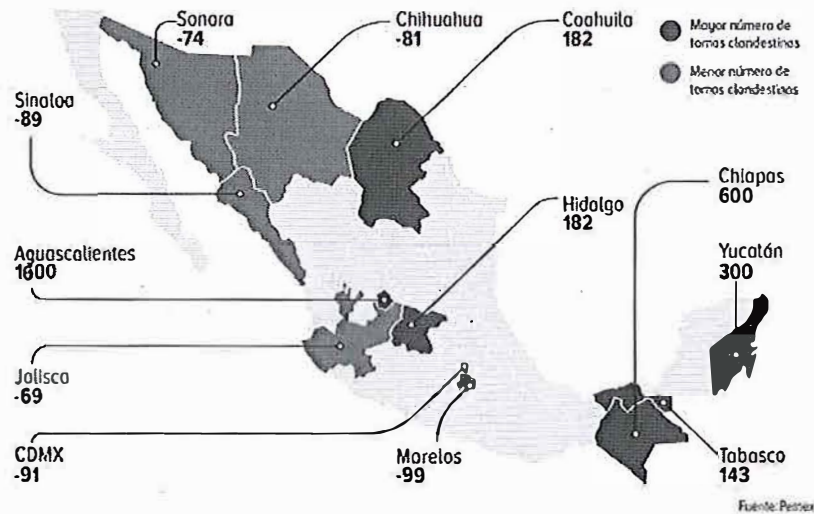 Sonora
-74
Chihuahua
-81
Coahuila
182
Mayor número de
tomas clandestinas
Menor número de
tomas clandestinas
Sinaloa
-89
Chiapas
600
Hidalgo
182
Aguascalientes
Yucatán
300
Jalisco
-69
CDMX
-91
Morelos
-99
Tabasco
143
Fuente: Pemex